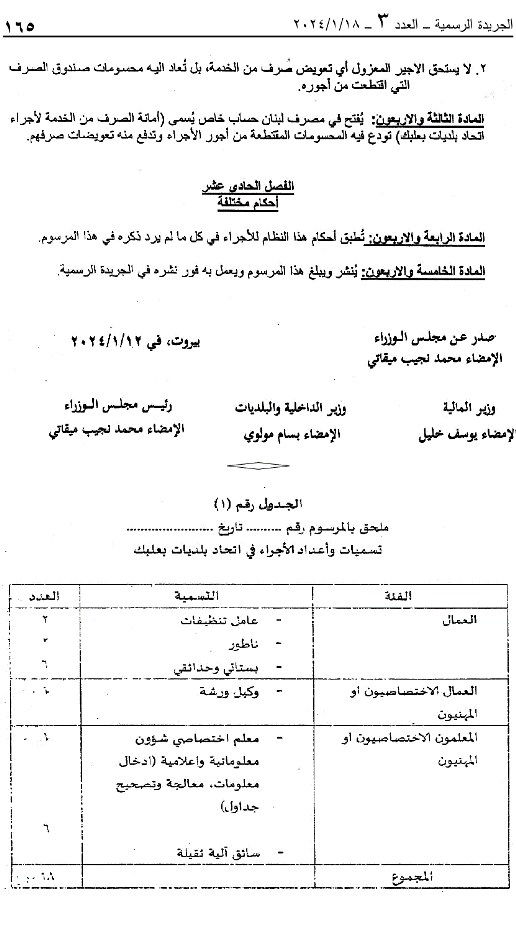 الجريدة الرسمية – العدد ٣ – ٢٠٢٤/١/١٨
١٦٥
٢. لا يستحق الاجير المعزول أي تعويض صُرف من الخدمة، بل تُعاد اليه محسومات صندوق الصرف
التي اقتطعت من أجوره.
المادة الثالثة والاربعون: يُفتح في مصرف لبنان حساب خاص يُسمى (أمانة الصرف من الخدمة لأجراء
اتحاد بلديات بعلبك) تودع فيه المحسومات المقتطعة من أجور الأجراء وتدفع منه تعويضات صرفهم.
الفصل الحادي عشر
أحكام مختلفة
المادة الرابعة والاربعون: تُطبق أحكام هذا النظام للأجراء في كل ما لم يرد ذكره في هذا المرسوم.
المادة الخامسة والاربعون: يُنشر ويبلغ هذا المرسوم ويعمل به فور نشره في الجريدة الرسمية.
بيروت، في ٢٠٢٤/١/١٢
صدر عن مجلس الوزراء
الإمضاء محمد نجيب ميقاتي
وزير المالية
وزير الداخلية والبلديات
رئيس مجلس الوزراء
الإمضاء يوسف خليل
الإمضاء بسام مولوي
الإمضاء محمد نجيب ميقاتي
الجدول رقم (١)
ملحق بالمرسوم رقم .......... تاريخ ........................
تسميات وأعداد الأجراء في اتحاد بلديات بعلبك
الفئة التسمية العدد
العمال - عامل تنظيفات ٢
- ناطور
- بستاني وحدائقي ٦
العمال الاختصاصيون او - وكيل ورشة
المهنيون
المعلمون الاختصاصيون او - معلم اختصاصي شؤون
المهنيون معلوماتية واعلامية (ادخال
معلومات، معالجة وتصحيح
جداول)
٦
- سائق آلية ثقيلة
المجموع